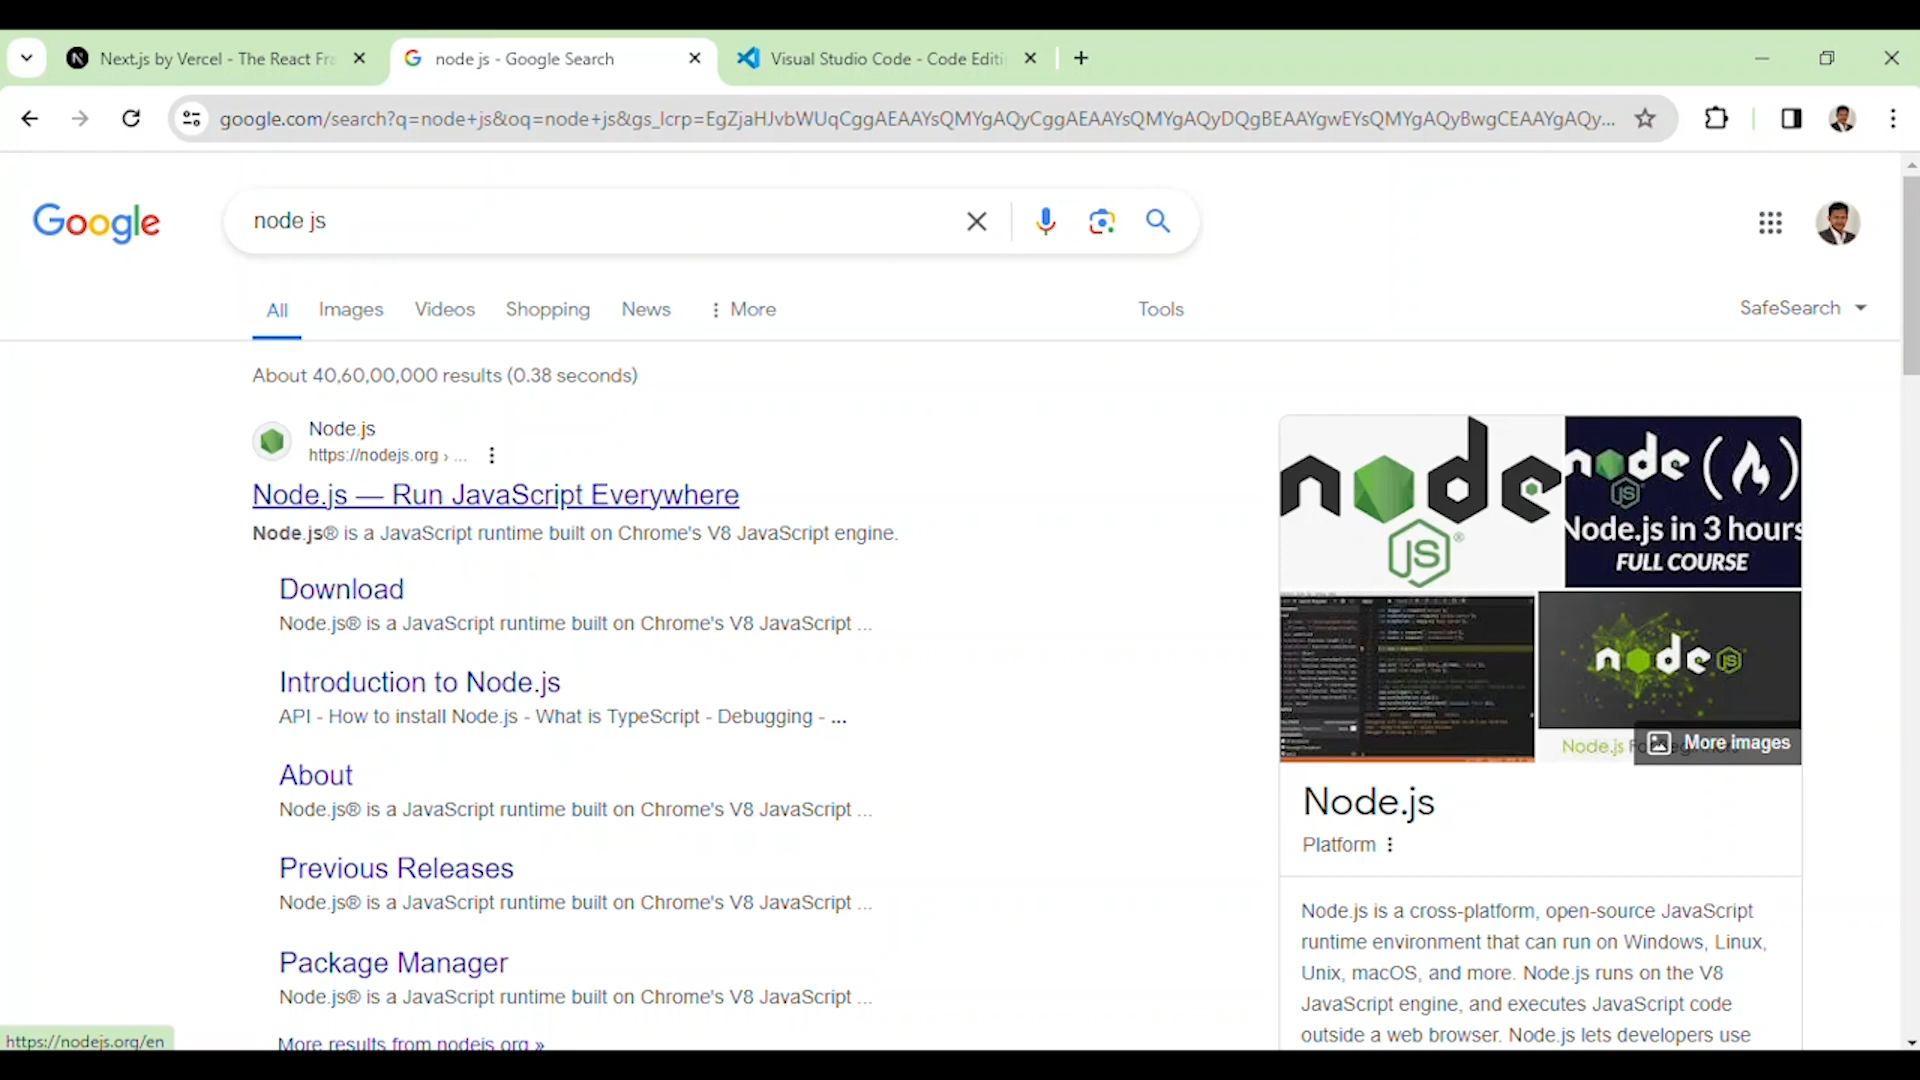 Next.js by Vercel - The React Fra
node js - Google Search
Visual Studio Code - Code Editi
google.com/search?q=node+js&oq=node+js&gs_lcrp=EgZjaHJvbWUqCggAEAAYsQMYgAQyCggAEAAYsQMYgAQyDQgBEAAYgwEYsQMYgAQyBwgCEAAYgAQy...
Google
node js
All Images Videos Shopping News More Tools SafeSearch
About 40,60,00,000 results (0.38 seconds)
Node.js
https://nodejs.org › ...
Node.js — Run JavaScript Everywhere
Node.js® is a JavaScript runtime built on Chrome's V8 JavaScript engine.
Download
Node.js® is a JavaScript runtime built on Chrome's V8 JavaScript ...
Introduction to Node.js
API - How to install Node.js - What is TypeScript - Debugging - ...
About
Node.js® is a JavaScript runtime built on Chrome's V8 JavaScript ...
Previous Releases
Node.js® is a JavaScript runtime built on Chrome's V8 JavaScript ...
Package Manager
Node.js® is a JavaScript runtime built on Chrome's V8 JavaScript ...
More results from nodejs.org »
https://nodejs.org/en
node
JS
node
JS
Node.js in 3 hours
FULL COURSE
node JS
Node.js
More images
Node.js
Platform
Node.js is a cross-platform, open-source JavaScript
runtime environment that can run on Windows, Linux,
Unix, macOS, and more. Node.js runs on the V8
JavaScript engine, and executes JavaScript code
outside a web browser. Node.js lets developers use